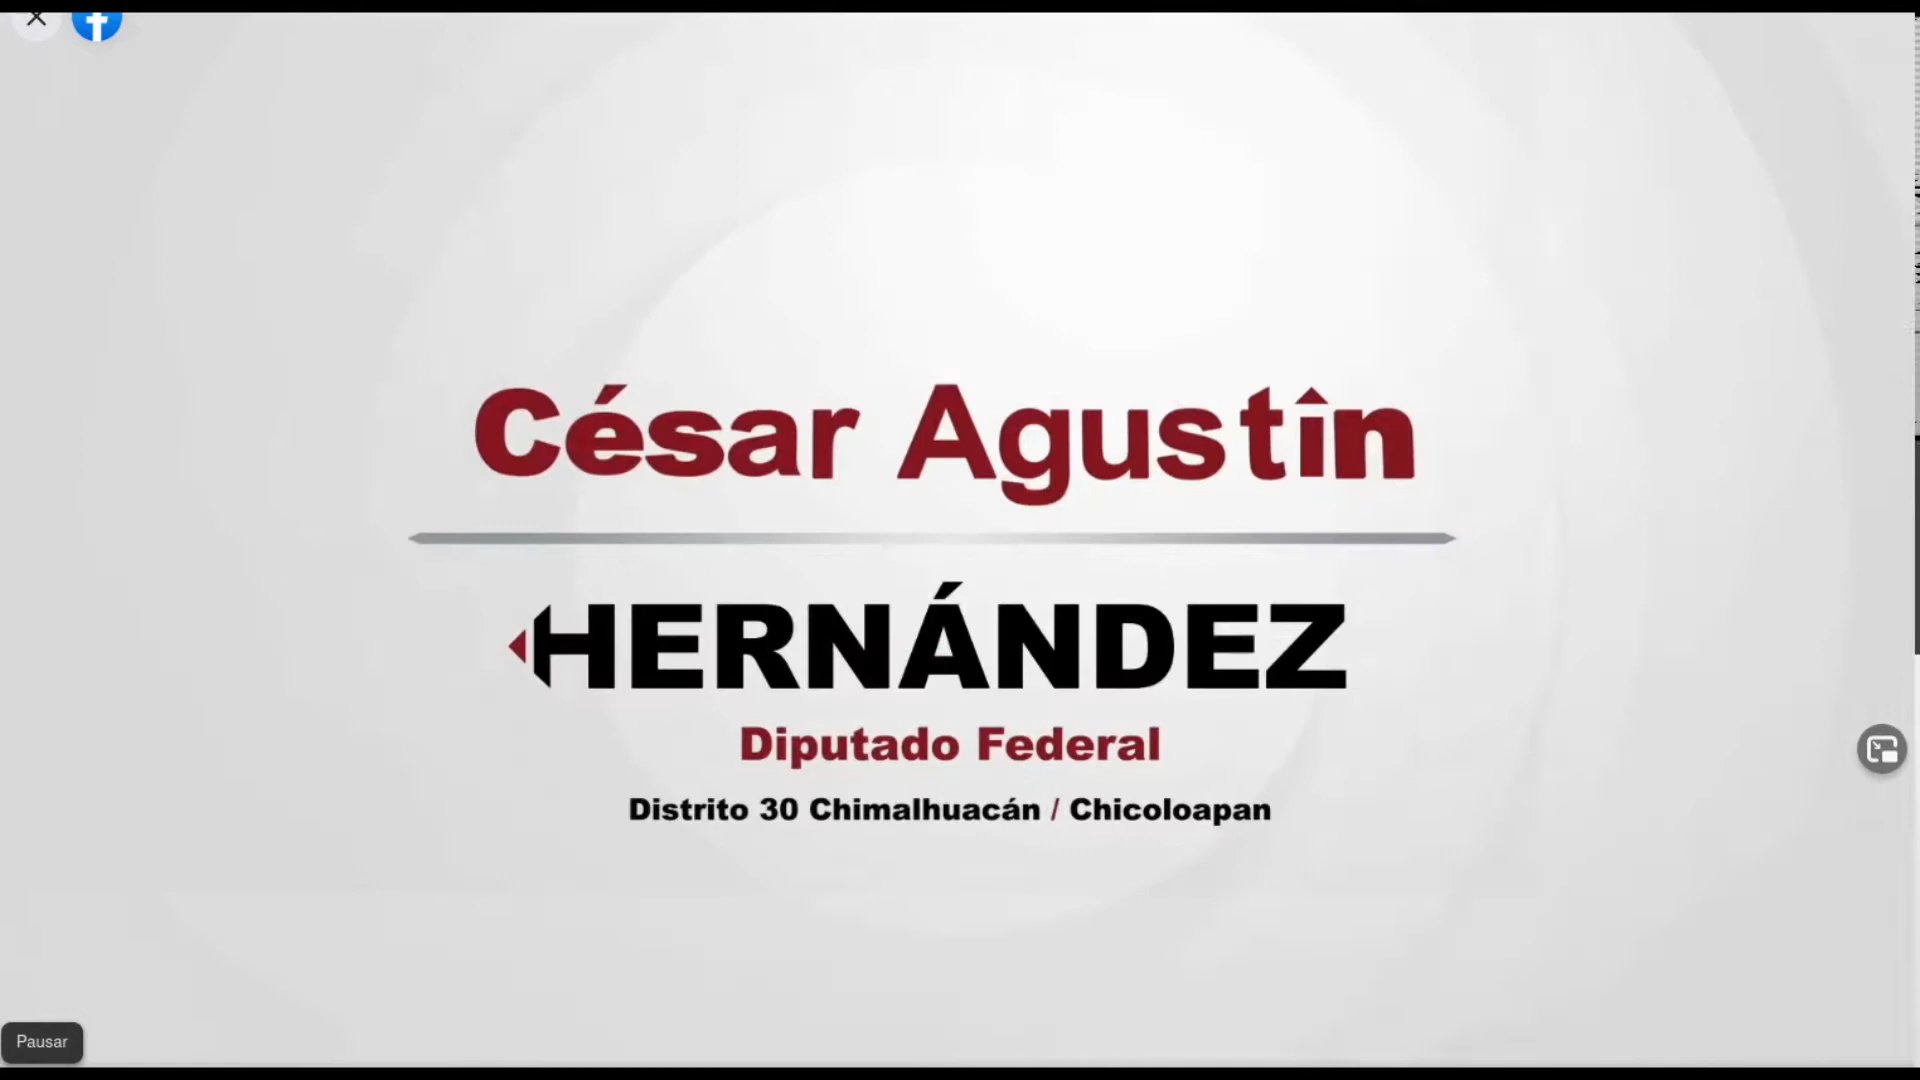 César Agustîn
HERNÁNDEZ
Diputado Federal
Distrito 30 Chimalhuacán / Chicoloapan
Pausar